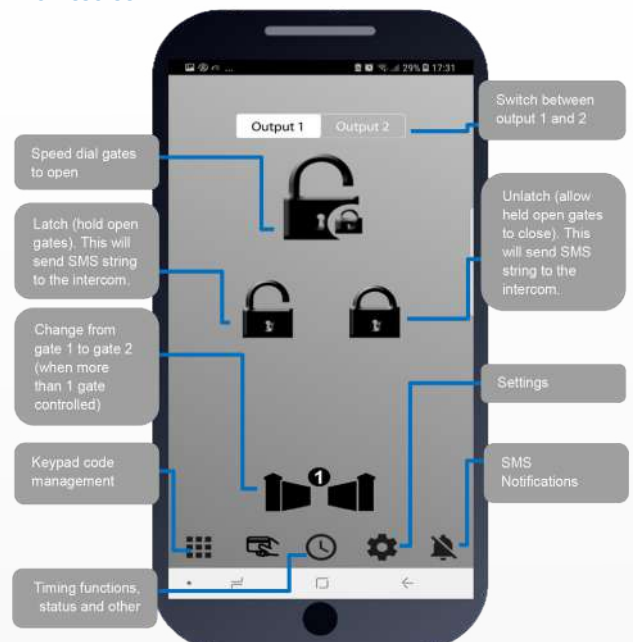 17:31
29%
Output 1 Output 2
Switch between
output 1 and 2
Speed dial gates
to open
Latch (hold open
gates). This will
send SMS string
to the intercom.
Unlatch (allow
held open gates
to close). This
will send SMS
string to the
intercom.
Change from
gate 1 to gate 2
(when more
than 1 gate
controlled)
1
Settings
Keypad code
management
SMS
Notifications
Timing functions,
status and other